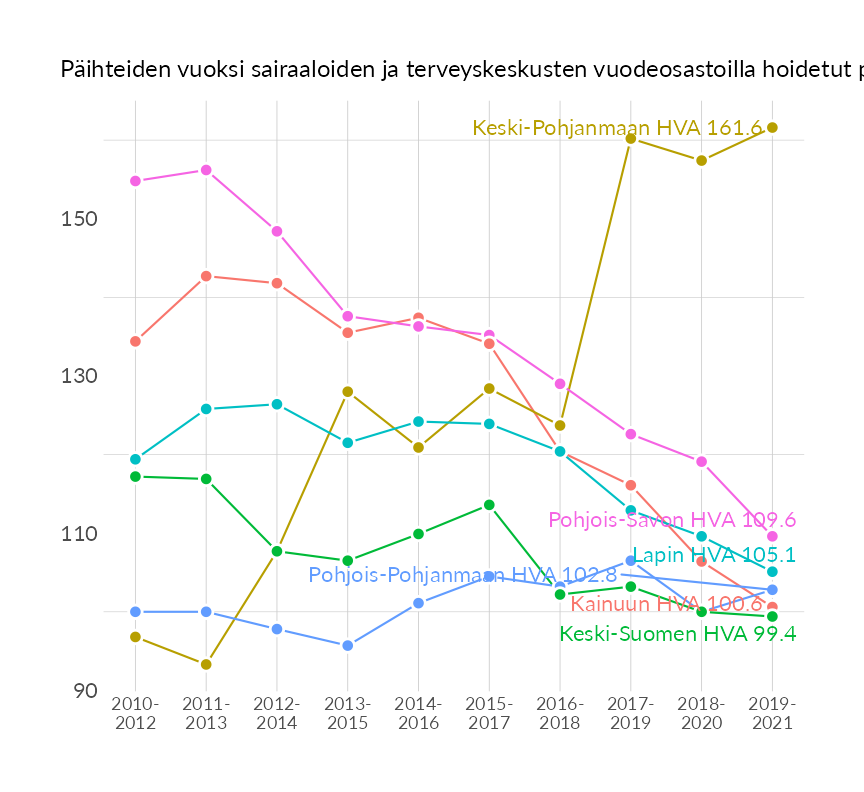 Päihteiden vuoksi sairaaloiden ja terveyskeskusten vuodeosastoilla hoidetut
Keski-Pohjanmaan HVA 161.6
150
130
110
90
Pohjois-Savon HVA 109.6
Lapin HVA 105.1
Pohjois-Pohjanmaan HVA 102.8
Kainuun HVA 100.6
Keski-Suomen HVA 99.4
2010-2012
2011-2013
2012-2014
2013-2015
2014-2016
2015-2017
2016-2018
2017-2019
2018-2020
2019-2021